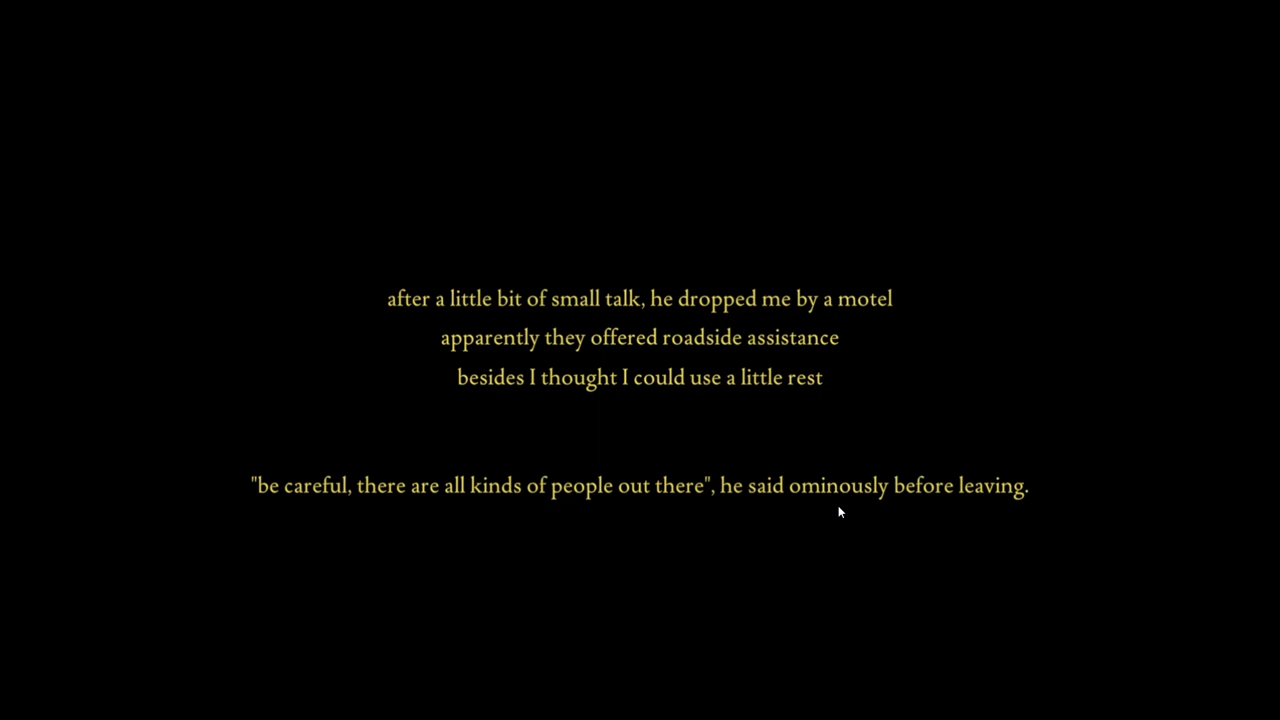 after a little bit of small talk, he dropped me by a motel
apparently they offered roadside assistance
besides I thought I could use a little rest
"be careful, there are all kinds of people out there", he said ominously before leaving.